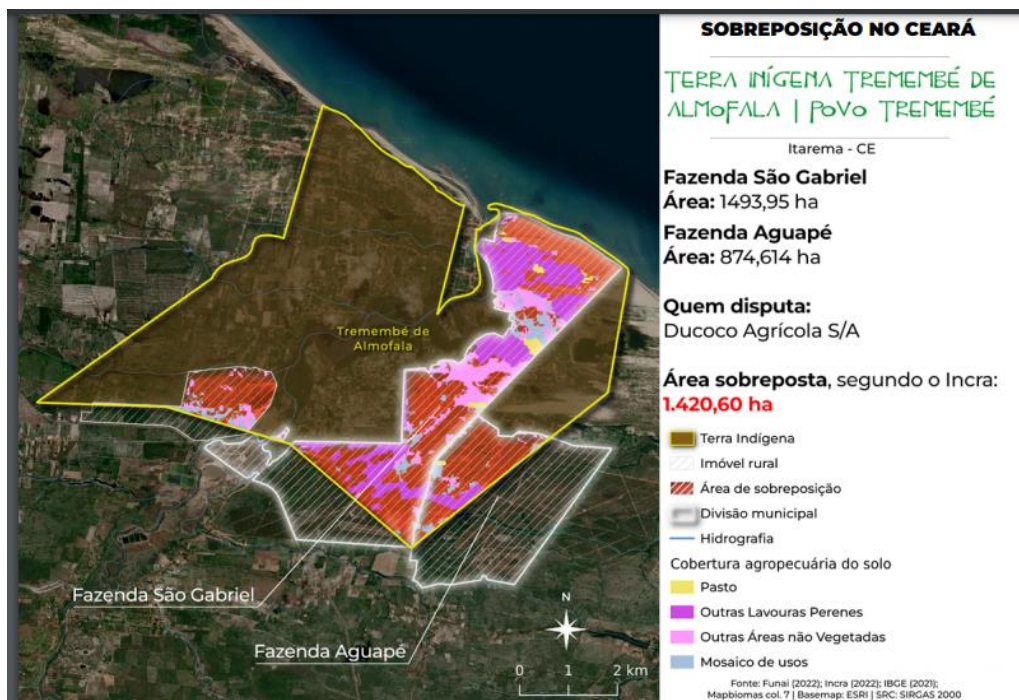 SOBREPOSIÇÃO NO CEARÁ
TERRA INÍGENA TREMEMBÉ DE
ALMOFALA | POVO TREMEMBÉ
Itarema - CE
Fazenda São Gabriel
Área: 1493,95 ha
Fazenda Aguapé
Área: 874,614 ha
Quem disputa:
Ducoco Agrícola S/A
Área sobreposta, segundo o Incra:
1.420,60 ha
Terra Indígena
Imóvel rural
Área de sobreposição
Divisão municipal
Hidrografia
Cobertura agropecuária do solo
Pasto
Outras Lavouras Perenes
Outras Áreas não Vegetadas
Mosaico de usos
Fonte: Funai (2022); Incra (2022); IBGE (2021);
Mapbiomas col. 7 | Basemap: ESRI | SRC: SIRGAS 2000
Tremembé de
Almofala
Fazenda São Gabriel
Fazenda Aguapé
N
0 1 2 km